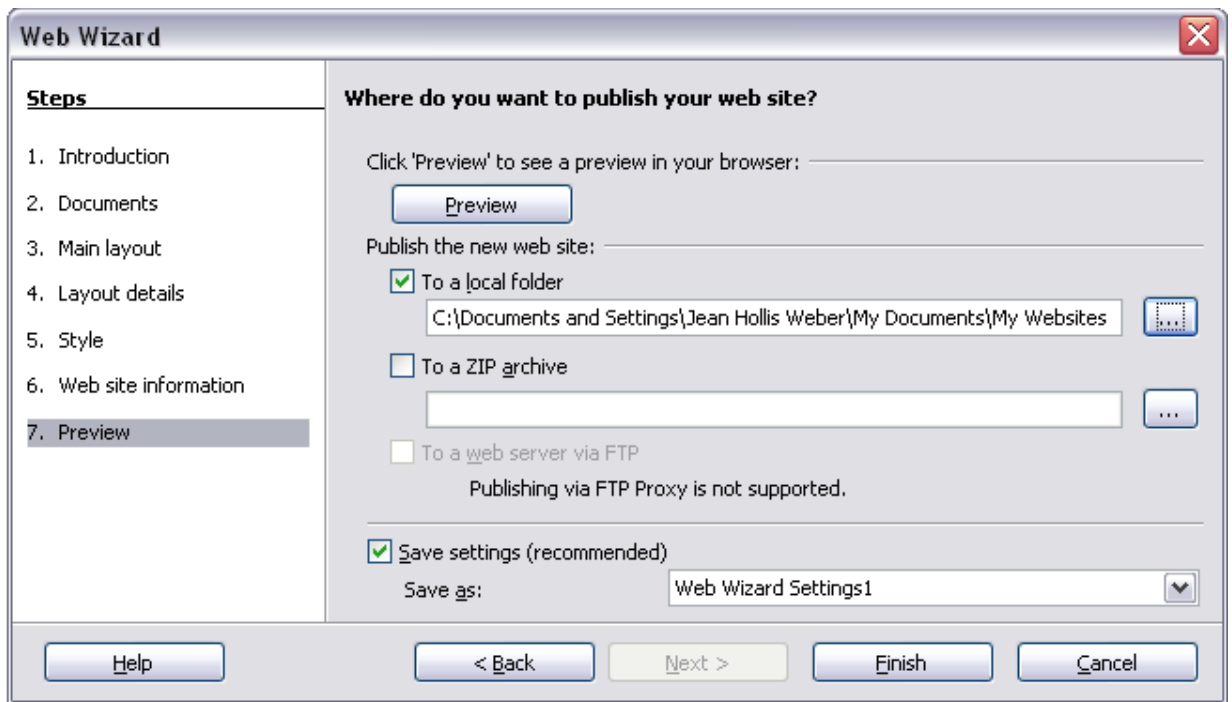 Web Wizard
Steps
1. Introduction
2. Documents
3. Main layout
4. Layout details
5. Style
6. Web site information
7. Preview
Where do you want to publish your web site?
Click 'Preview' to see a preview in your browser:
Preview
Publish the new web site:
To a local folder
C:\Documents and Settings\Jean Hollis Weber\My Documents\My Websites
...
To a ZIP archive
...
To a web server via FTP
Publishing via FTP Proxy is not supported.
Save settings (recommended)
Save as:
Web Wizard Settings1
Help
< Back
Next >
Finish
Cancel